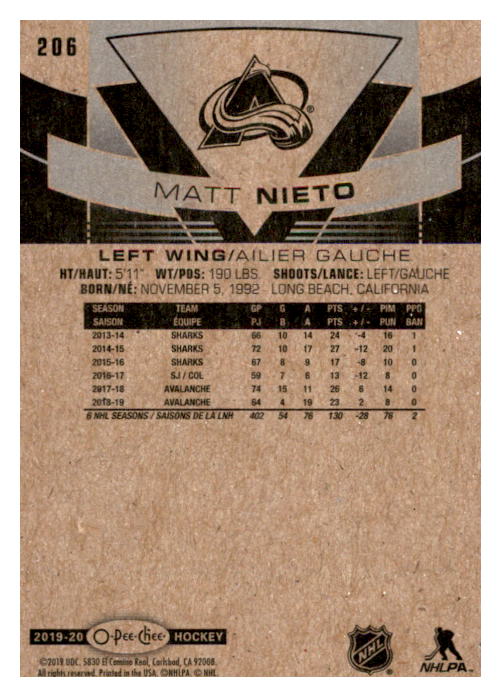 206
MATT NIETO
LEFT WING/AILIER GAUCHE
HT/HAUT: 5'11" WT/PDS: 190 LBS. SHOOTS/LANCE: LEFT/GAUCHE
BORN/NÉ: NOVEMBER 5, 1992 LONG BEACH, CALIFORNIA
SEASON TEAM GP G A PTS +/- PIM PPG
SAISON ÉQUIPE PJ B A PTS +/- PUN BAN
2013-14 SHARKS 66 10 14 24 -4 16 1
2014-15 SHARKS 72 10 17 27 -12 20 1
2015-16 SHARKS 67 8 9 17 -8 10 0
2016-17 SJ / COL 59 7 6 13 -12 8 0
2017-18 AVALANCHE 74 15 11 26 6 14 0
2018-19 AVALANCHE 64 4 19 23 2 8 0
6 NHL SEASONS / SAISONS DE LA LNH 402 54 76 130 -28 76 2
2019-20 O-Pee-Chee HOCKEY
©2019 UDC. 5830 El Camino Real, Carlsbad, CA 92008.
All rights reserved. Printed in the USA. ©NHLPA. © NHL.
NHL
NHLPA